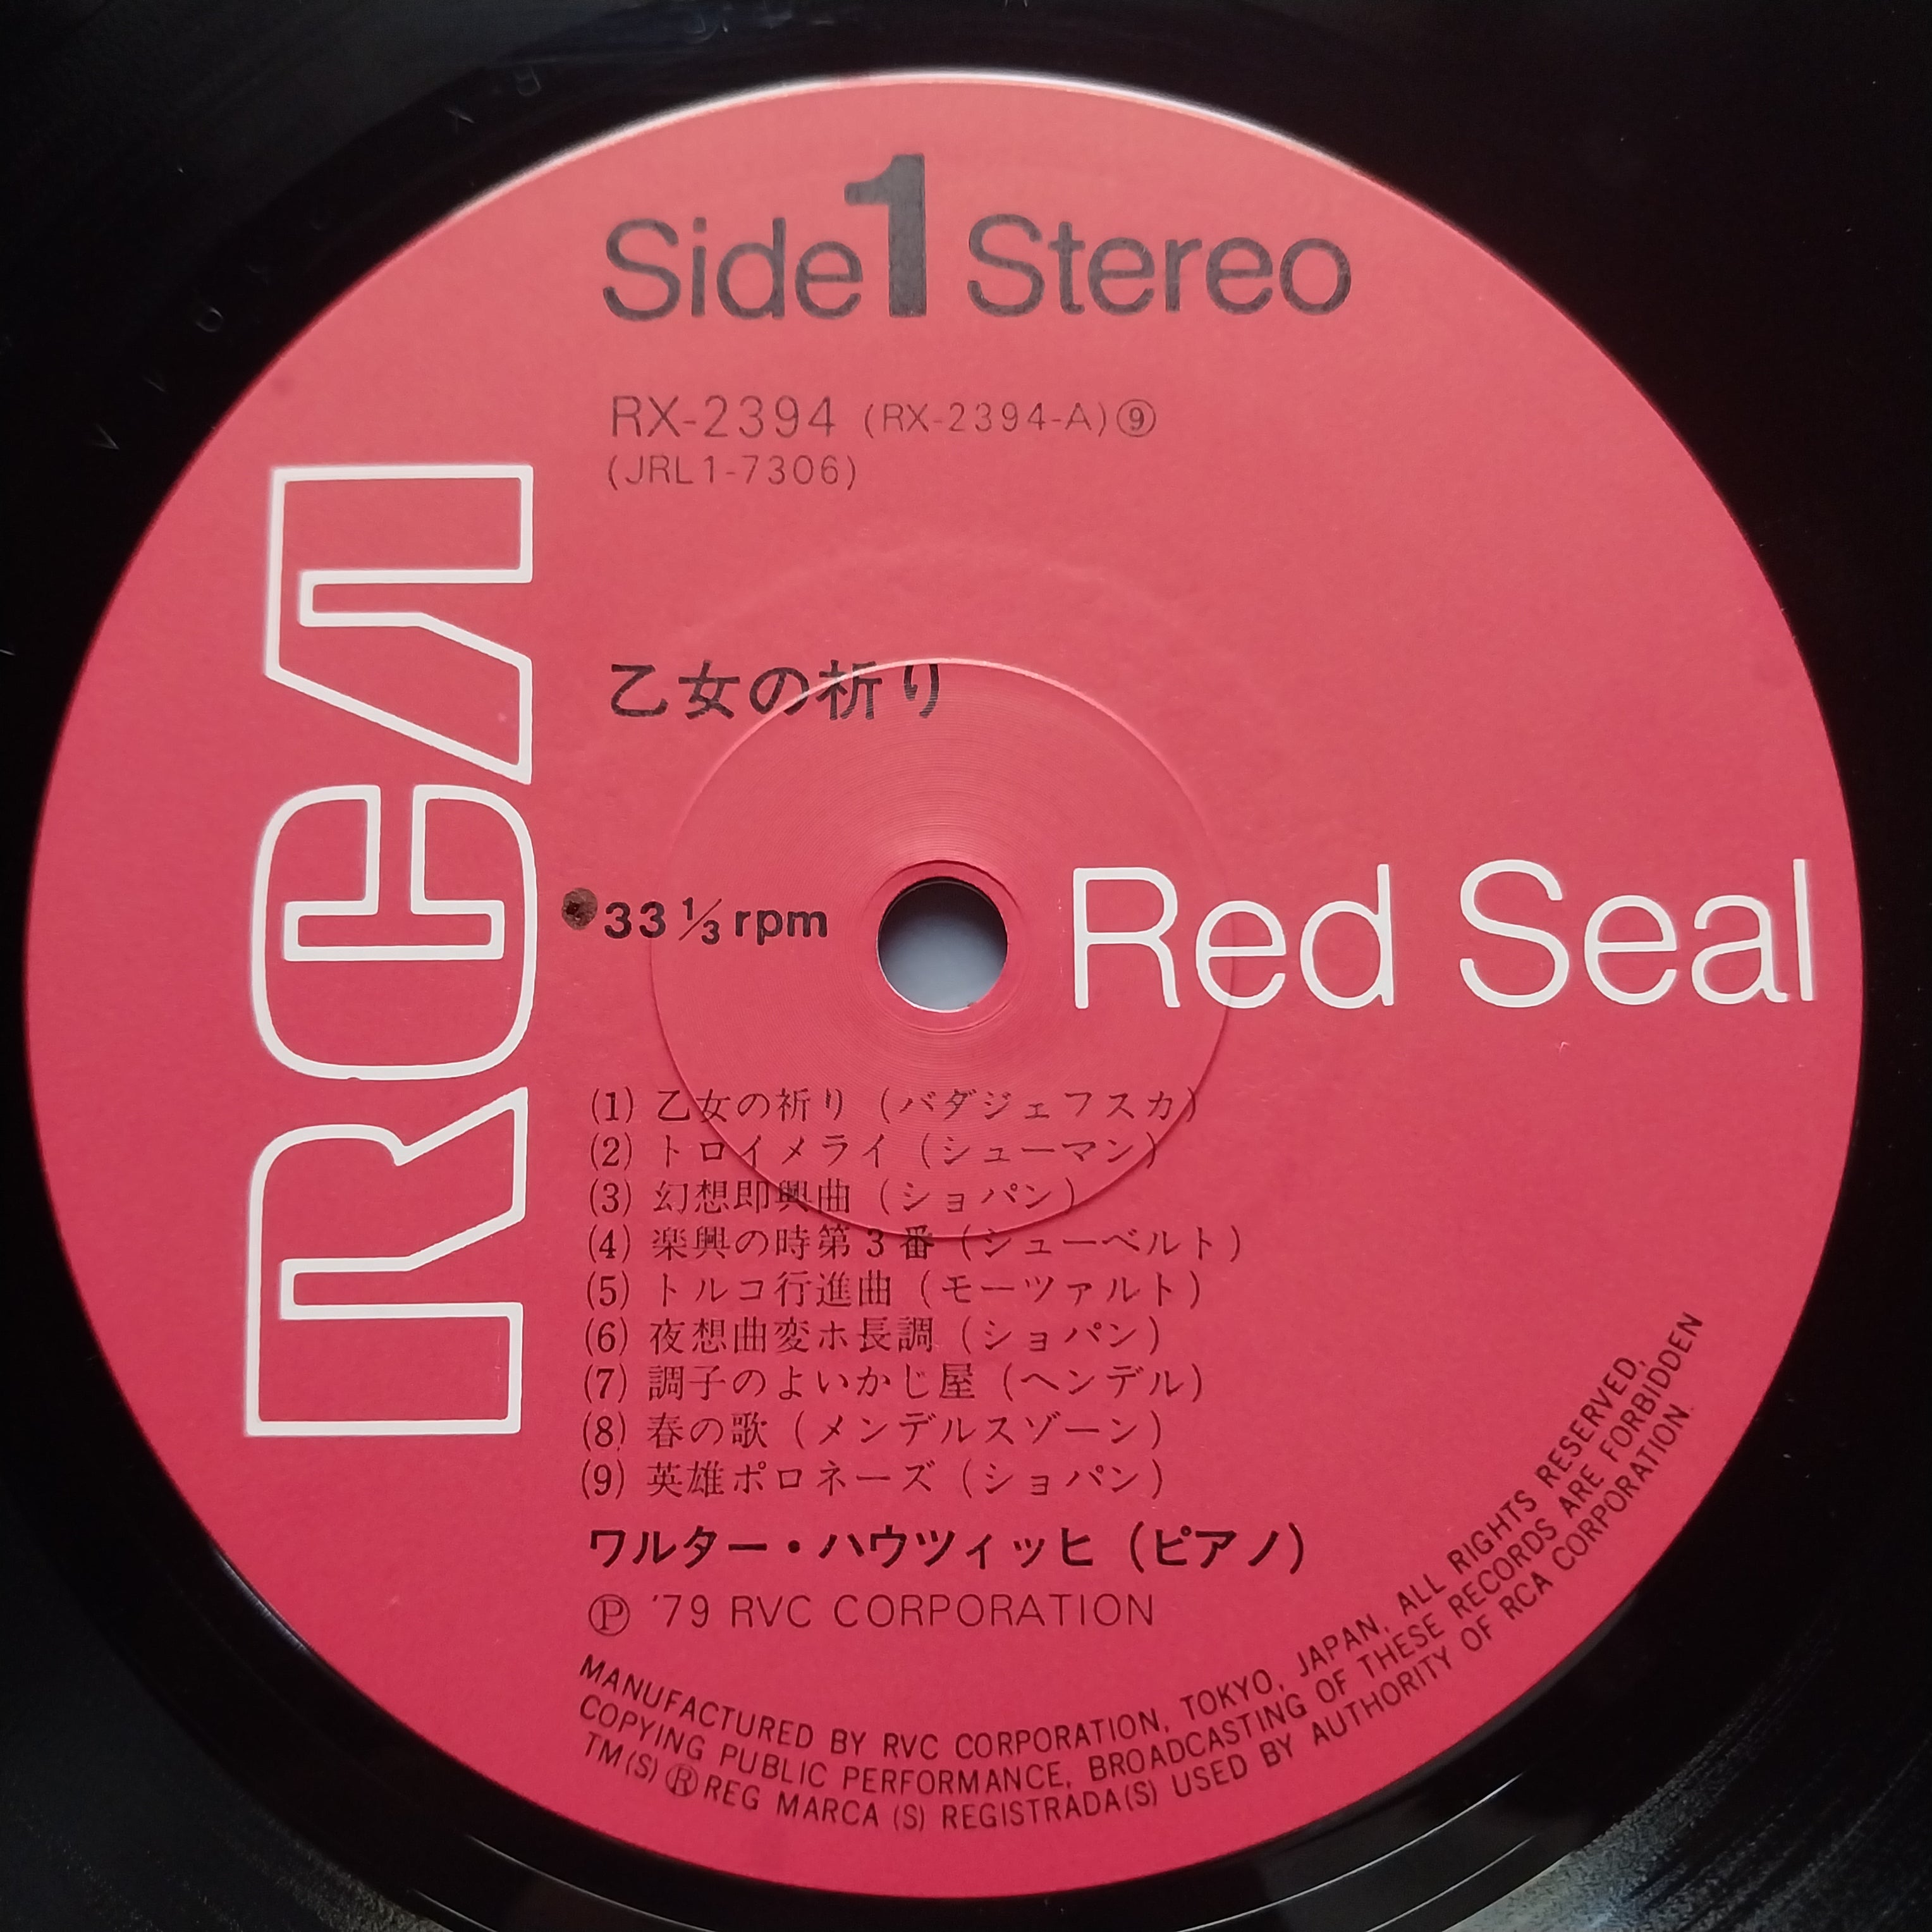 Side 1 Stereo
RX-2394 (RX-2394-A)⑨
(JRL1-7306)
RCA
乙女の祈り
33⅓ rpm
Red Seal
(1) 乙女の祈り (バダジェフスカ)
(2) トロイメライ (シューマン)
(3) 幻想即興曲 (ショパン)
(4) 楽興の時第3番 (シューベルト)
(5) トルコ行進曲 (モーツァルト)
(6) 夜想曲変ホ長調 (ショパン)
(7) 調子のよいかじ屋 (ヘンデル)
(8) 春の歌 (メンデルスゾーン)
(9) 英雄ポロネーズ (ショパン)
ワルター・ハウツィッヒ (ピアノ)
Ⓟ '79 RVC CORPORATION
MANUFACTURED BY RVC CORPORATION, TOKYO, JAPAN, ALL RIGHTS RESERVED,
COPYING PUBLIC PERFORMANCE, BROADCASTING OF THESE RECORDS ARE FORBIDDEN
TM(S) ® REG MARCA (S) REGISTRADA(S) USED BY AUTHORITY OF RCA CORPORATION.